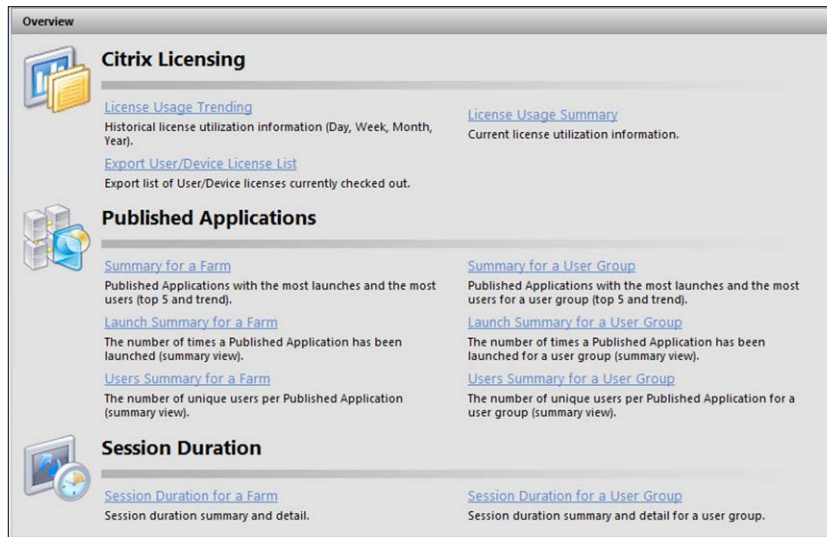 Overview
Citrix Licensing
License Usage Trending
Historical license utilization information (Day, Week, Month,
Year).
License Usage Summary
Current license utilization information.
Export User/Device License List
Export list of User/Device licenses currently checked out.
Published Applications
Summary for a Farm
Published Applications with the most launches and the most
users (top 5 and trend).
Summary for a User Group
Published Applications with the most launches and the most
users for a user group (top 5 and trend).
Launch Summary for a Farm
The number of times a Published Application has been
launched (summary view).
Launch Summary for a User Group
The number of times a Published Application has been
launched for a user group (summary view).
Users Summary for a Farm
The number of unique users per Published Application
(summary view).
Users Summary for a User Group
The number of unique users per Published Application for a
user group (summary view).
Session Duration
Session Duration for a Farm
Session duration summary and detail.
Session Duration for a User Group
Session duration summary and detail for a user group.